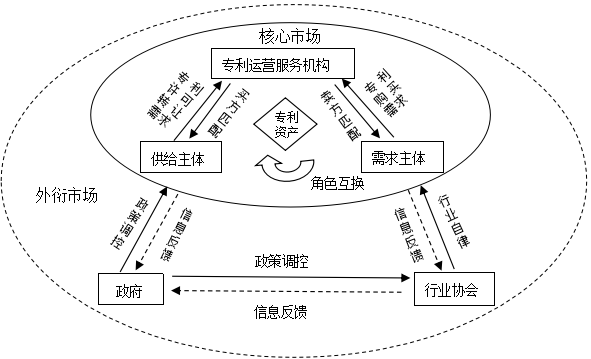 核心市场
专利运营服务机构
专利
许可
转让
需求
买方匹配
专利
资产
卖方匹配
专利
购买
需求
供给主体
需求主体
角色互换
外衍市场
政策调控
信息反馈
信息反馈
行业自律
政策调控
政府
行业协会
信息反馈